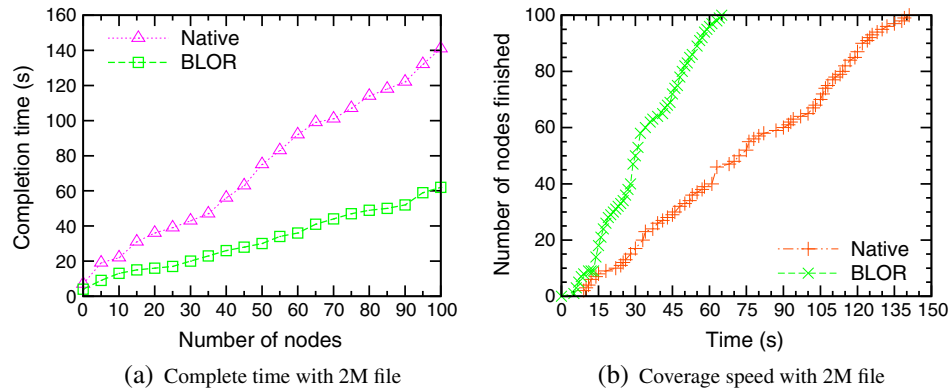 160
140
120
100
80
60
40
20
0
Completion time (s)
Native
BLOR
0 10 20 30 40 50 60 70 80 90 100
Number of nodes
(a) Complete time with 2M file
100
80
60
40
20
0
Number of nodes finished
Native
BLOR
0 15 30 45 60 75 90 105 120 135 150
Time (s)
(b) Coverage speed with 2M file